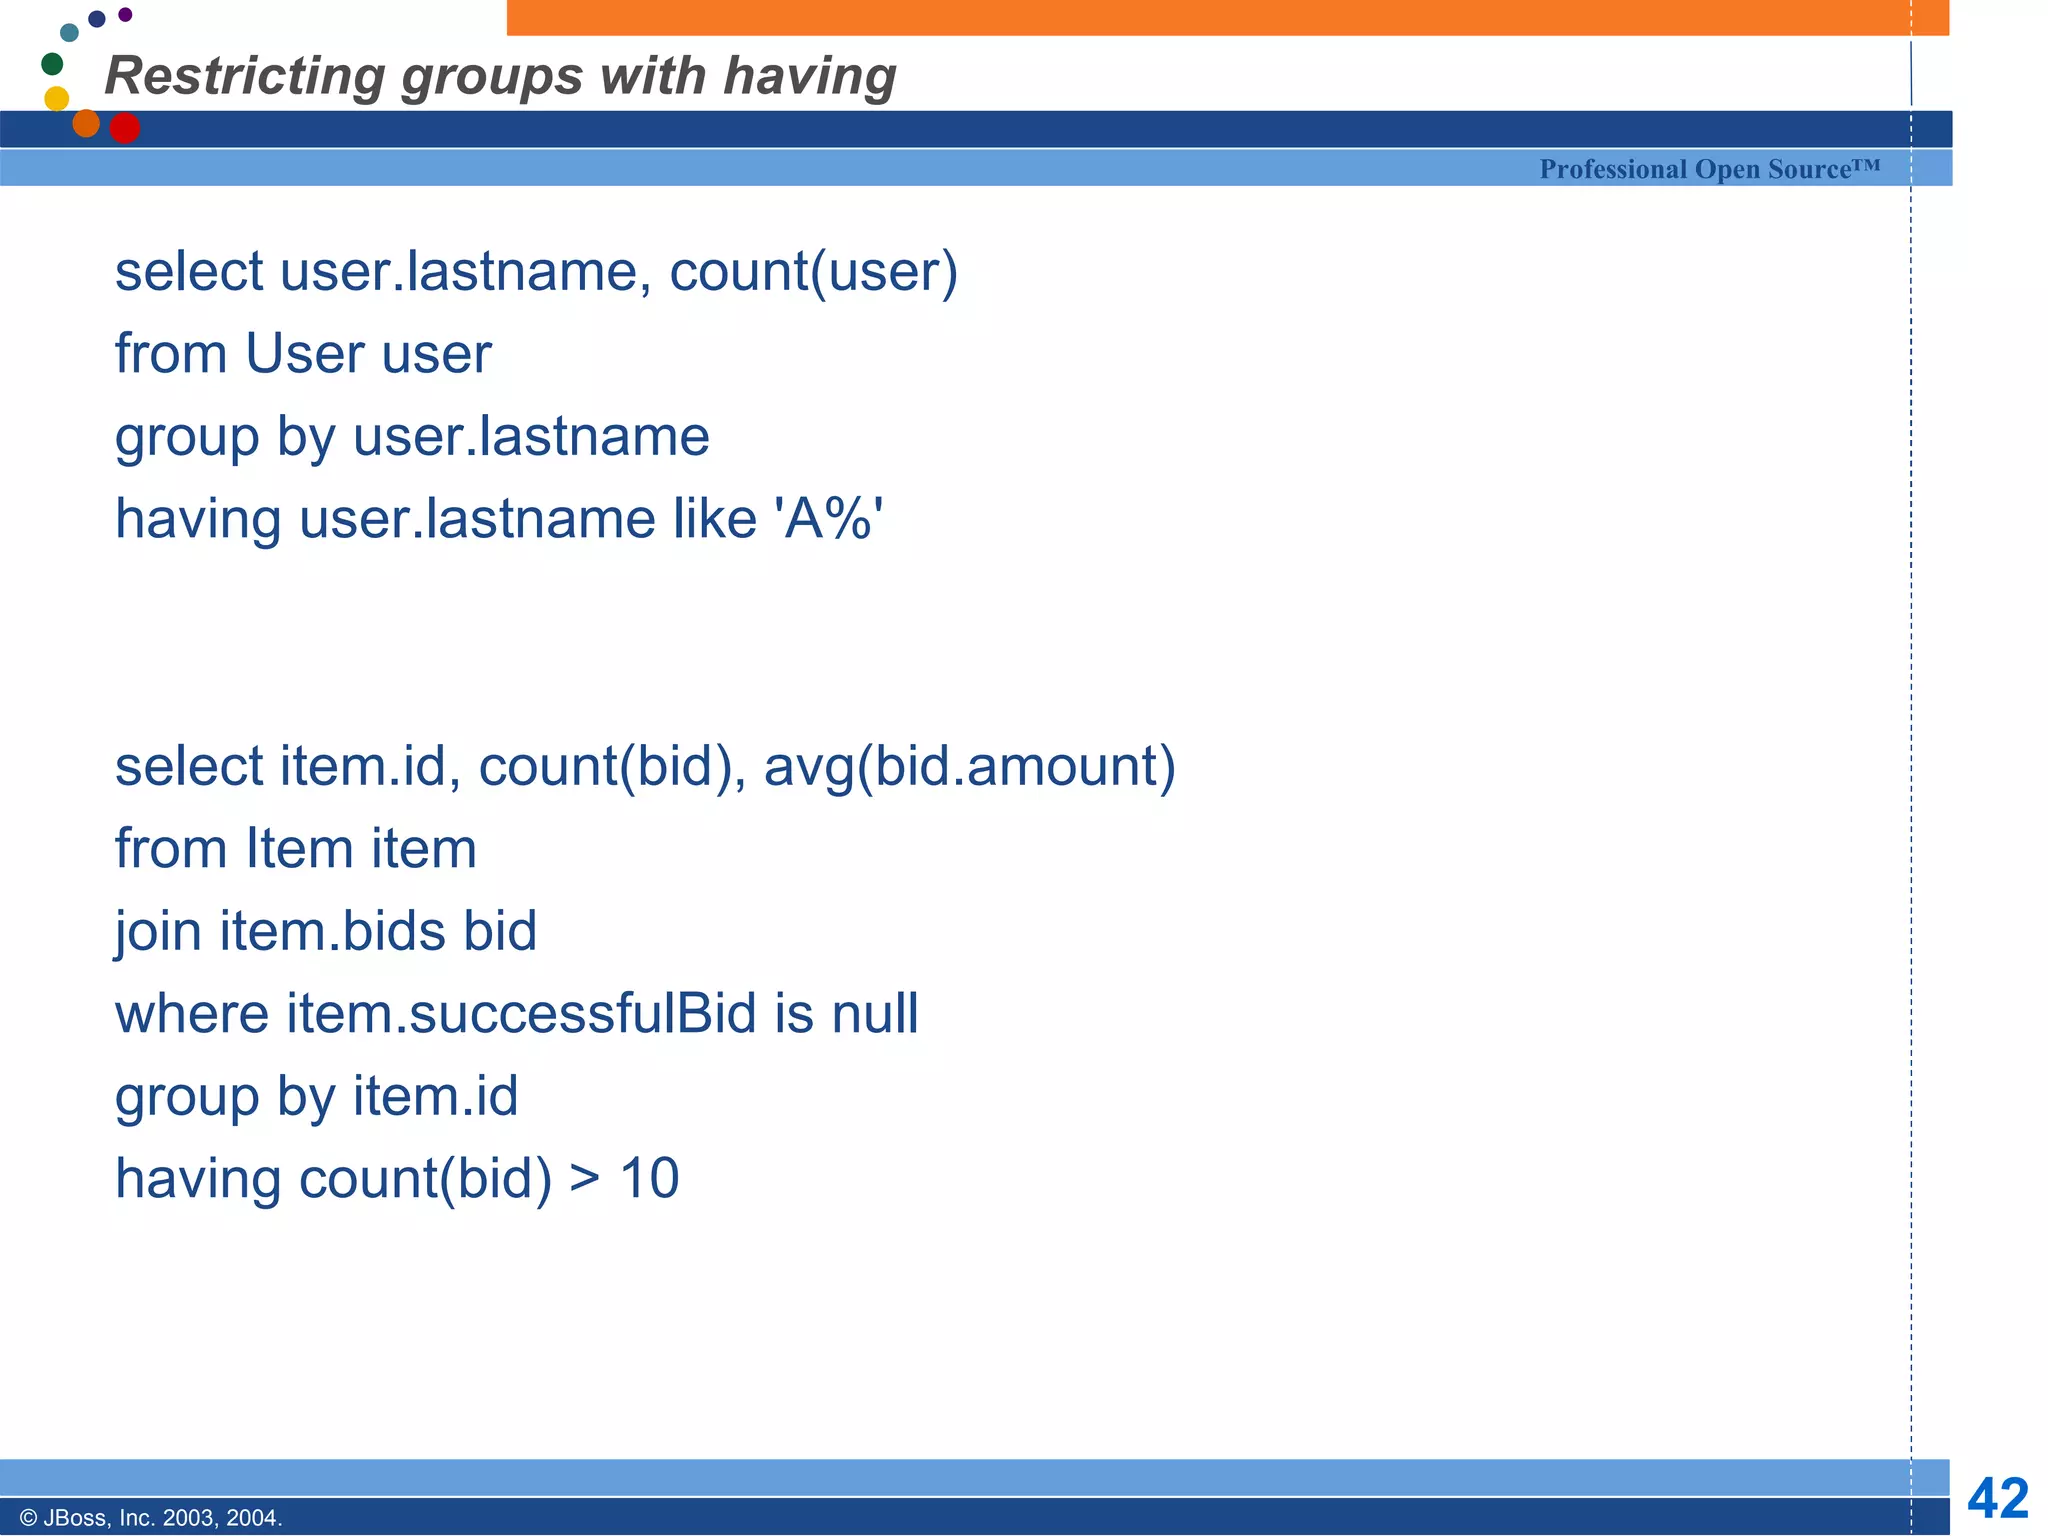 Restricting groups with having
Professional Open Source™
select user.lastname, count(user)
from User user
group by user.lastname
having user.lastname like 'A%'
select item.id, count(bid), avg(bid.amount)
from Item item
join item.bids bid
where item.successfulBid is null
group by item.id
having count(bid) > 10
© JBoss, Inc. 2003, 2004.
42